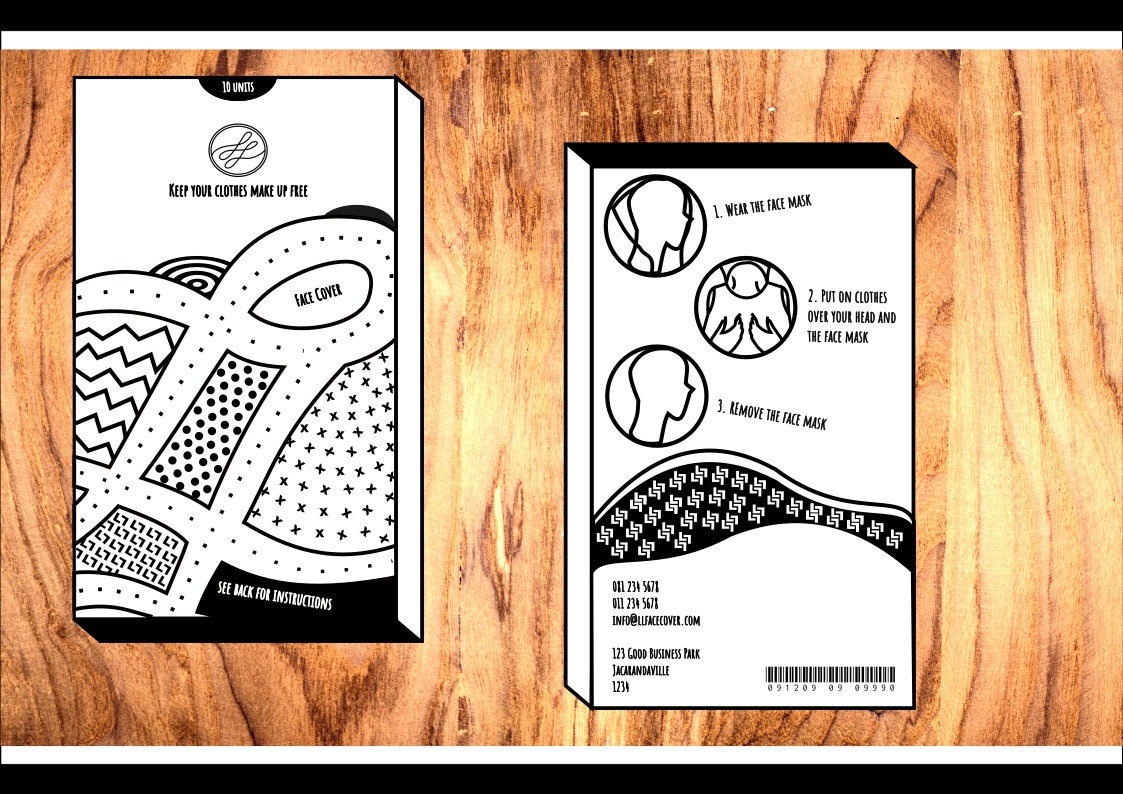 10 UNITS
KEEP YOUR CLOTHES MAKE UP FREE
FACE COVER
SEE BACK FOR INSTRUCTIONS
1. WEAR THE FACE MASK
2. PUT ON CLOTHES
OVER YOUR HEAD AND
THE FACE MASK
3. REMOVE THE FACE MASK
081 234 5678
011 234 5678
INFO@LLFACECOVER.COM
123 GOOD BUSINESS PARK
JACARANDAVILLE
1234
091209 09 09990